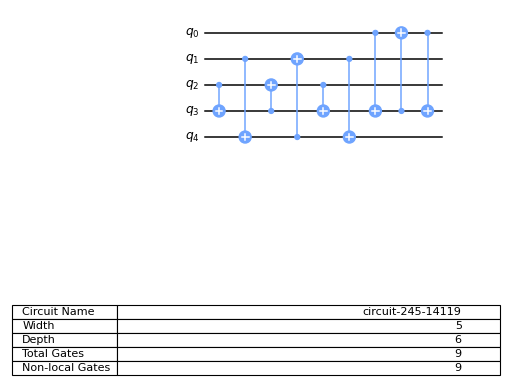 q0
q1
q2
q3
q4
Circuit Name circuit-245-14119
Width 5
Depth 6
Total Gates 9
Non-local Gates 9